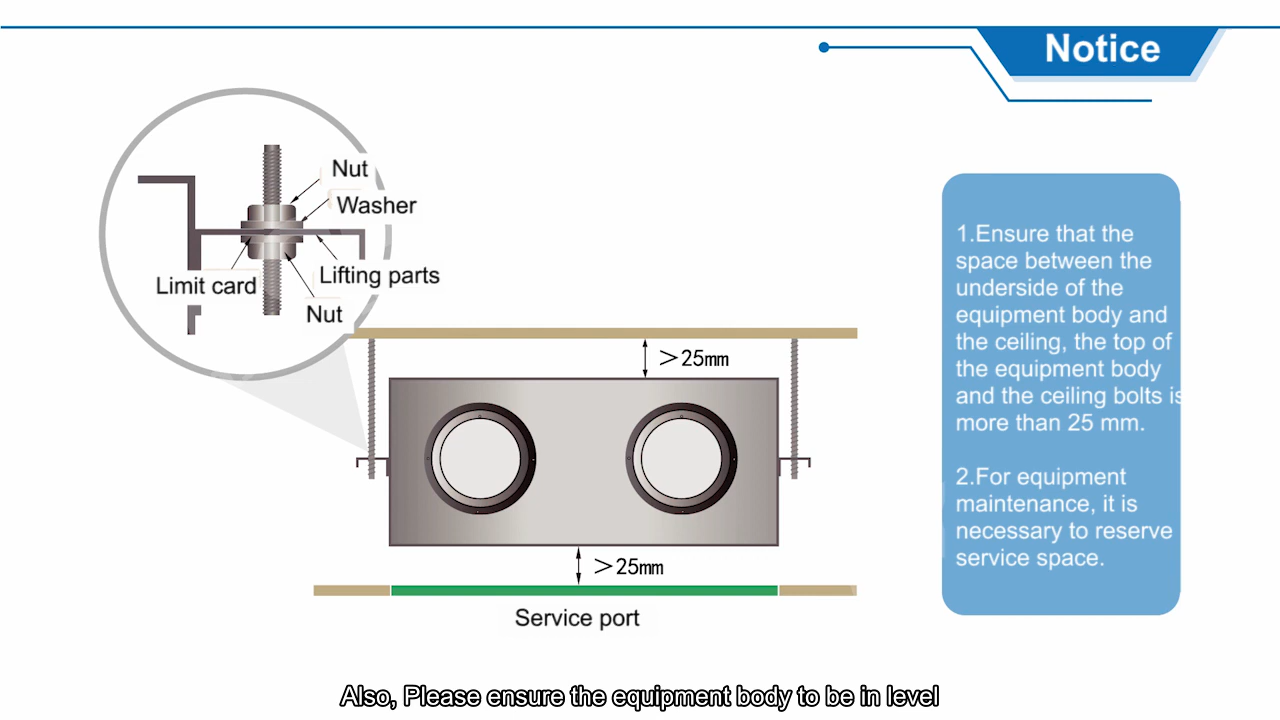 Notice
Nut
Washer
Limit card
Lifting parts
Nut
>25mm
>25mm
Service port
1.Ensure that the
space between the
underside of the
equipment body and
the ceiling, the top of
the equipment body
and the ceiling bolts is
more than 25 mm.
2.For equipment
maintenance, it is
necessary to reserve
service space.
Also, Please ensure the equipment body to be in level